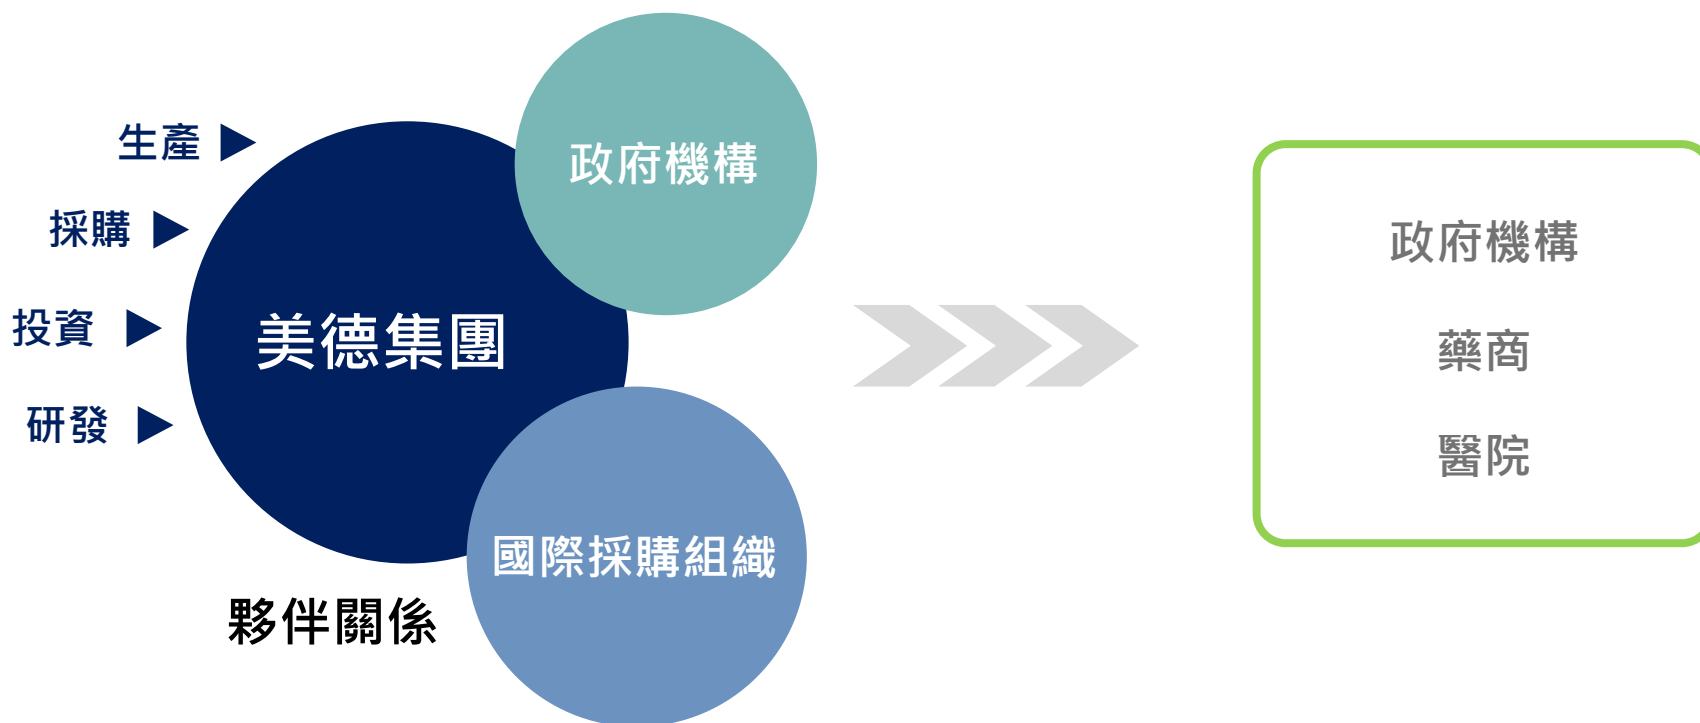 生產
採購
投資
研發
美德集團
政府機構
國際採購組織
夥伴關係
政府機構
藥商
醫院